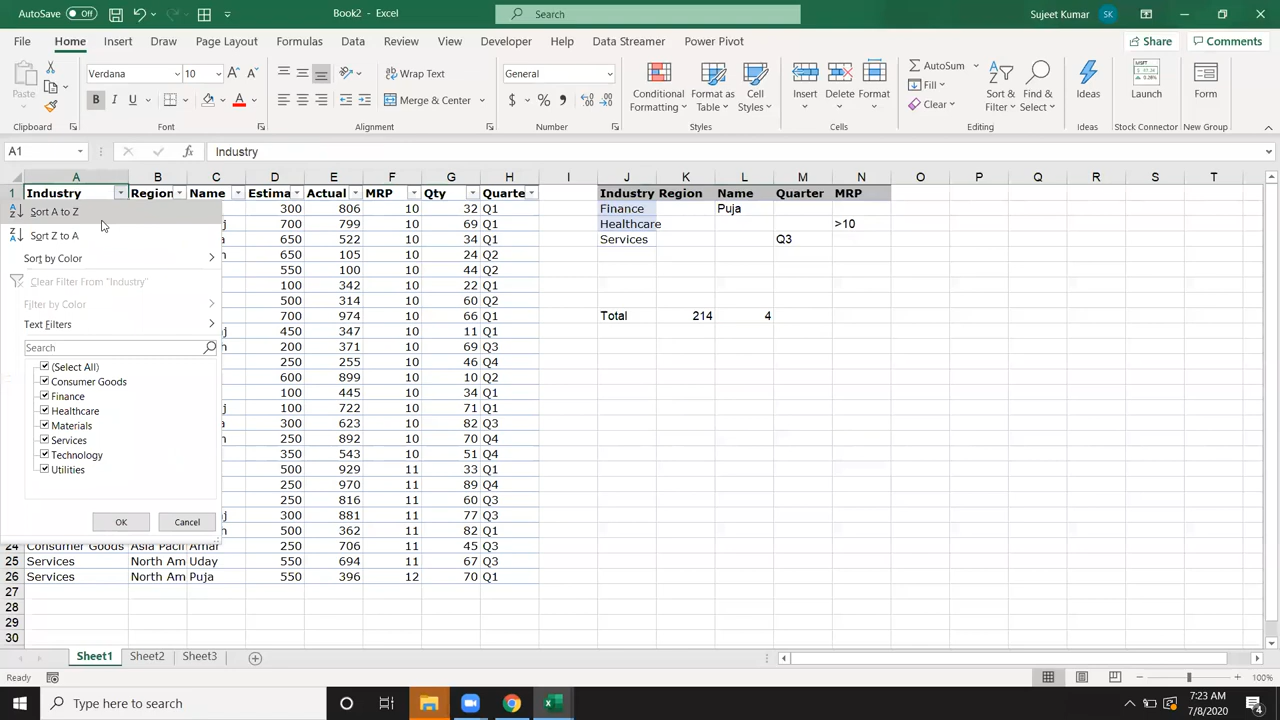 AutoSave Off Book2 - Excel Search Sujeet Kumar SK
File Home Insert Draw Page Layout Formulas Data Review View Developer Help Data Streamer Power Pivot Share Comments
Verdana 10 Wrap Text General AutoSum
Paste B I U A Merge & Center $ % Conditional Formatting Format as Table Cell Styles Insert Delete Format Fill Clear Sort & Filter Find & Select Ideas Launch Form
Clipboard Font Alignment Number Styles Cells Editing Ideas Stock Connector New Group
A1 fx Industry
A B C D E F G H I J K L M N O P Q R S T
1 Industry Region Name Estima Actual MRP Qty Quarte Industry Region Name Quarter MRP
Sort A to Z 300 806 10 32 Q1 Finance Puja
700 799 10 69 Q1 Healthcare >10
Sort Z to A 650 522 10 34 Q1 Services Q3
Sort by Color 650 105 10 24 Q2
550 100 10 44 Q2
Clear Filter From "Industry" 100 342 10 22 Q1
Filter by Color 500 314 10 60 Q2
Text Filters 700 974 10 66 Q1 Total 214 4
450 347 10 11 Q1
Search 200 371 10 69 Q3
(Select All) 250 255 10 46 Q4
Consumer Goods 600 899 10 10 Q2
Finance 100 445 10 34 Q1
Healthcare 100 722 10 71 Q1
Materials 300 623 10 82 Q3
Services 250 892 10 70 Q4
Technology 350 543 10 51 Q4
Utilities 500 929 11 33 Q1
250 970 11 89 Q4
250 816 11 60 Q3
OK Cancel 300 881 11 77 Q3
500 362 11 82 Q1
24 Consumer Goods Asia Pacif Amar 250 706 11 45 Q3
25 Services North Am Uday 550 694 11 67 Q3
26 Services North Am Puja 550 396 12 70 Q1
27
28
29
30
Sheet1 Sheet2 Sheet3
Ready 100%
Type here to search 7:23 AM
7/8/2020